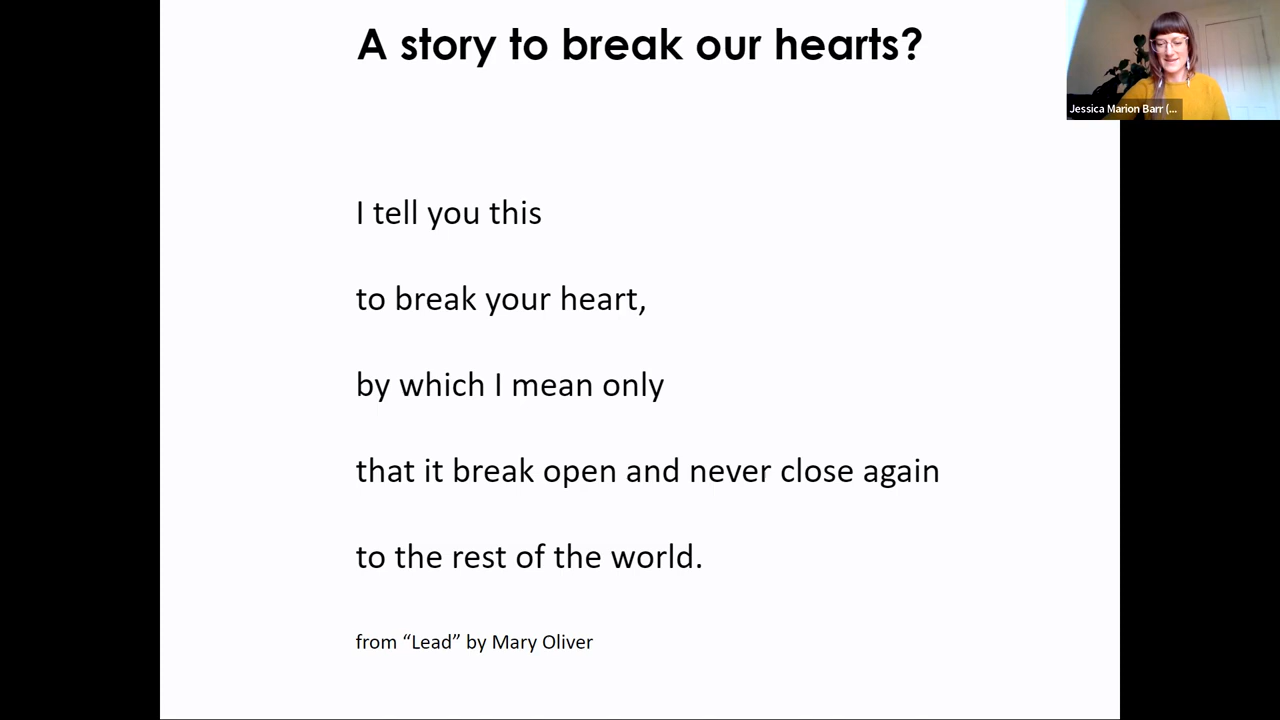 A story to break our hearts?
Jessica Marion Barr (...
I tell you this
to break your heart,
by which I mean only
that it break open and never close again
to the rest of the world.
from “Lead” by Mary Oliver